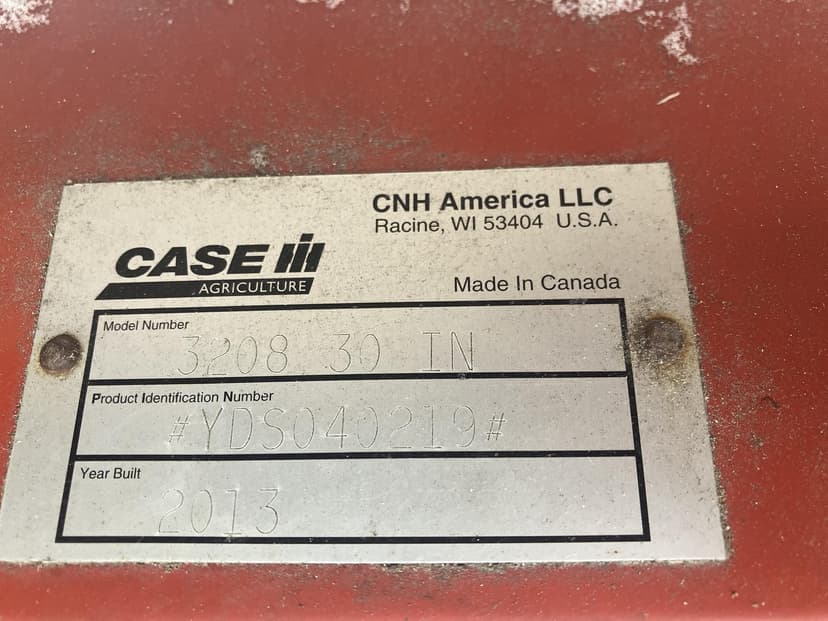 CNH America LLC
Racine, WI 53404 U.S.A.
CASE IH
AGRICULTURE
Made In Canada
Model Number
3208 30 IN
Product Identification Number
#YDS040219#
Year Built
2013